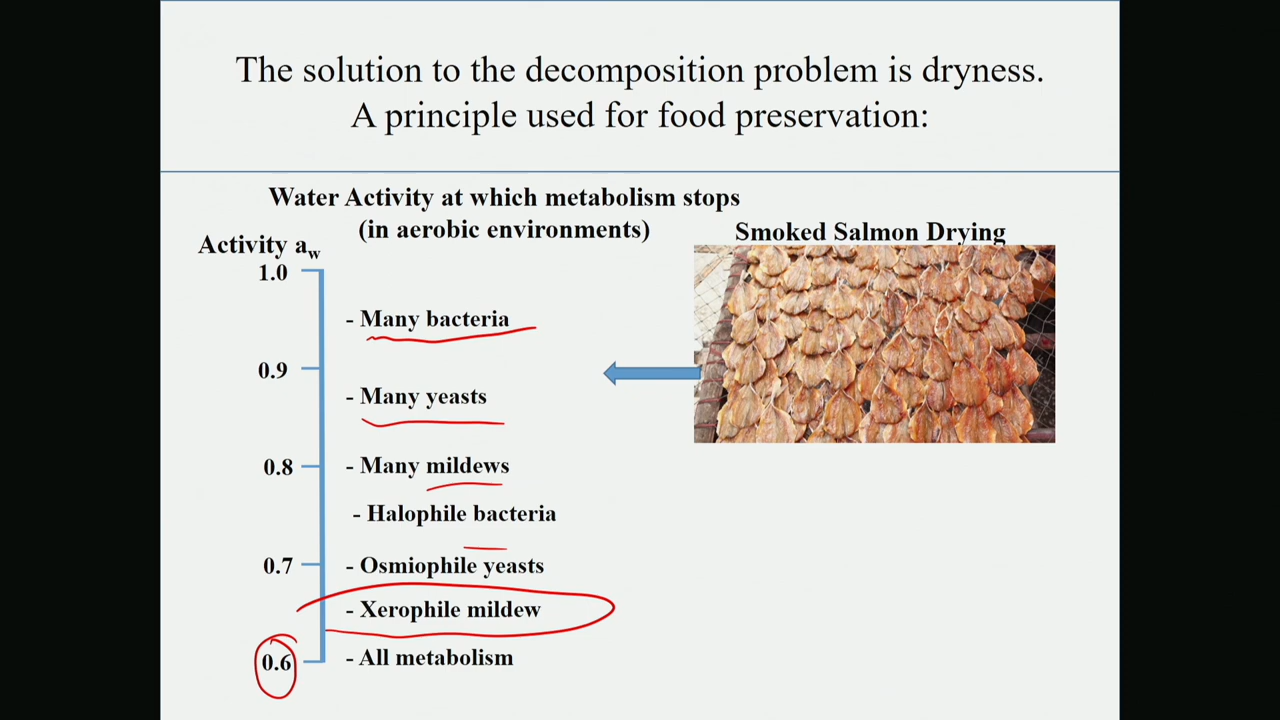 The solution to the decomposition problem is dryness.
A principle used for food preservation:
Water Activity at which metabolism stops
(in aerobic environments)
Activity aw
Smoked Salmon Drying
1.0
- Many bacteria
0.9
- Many yeasts
0.8
- Many mildews
- Halophile bacteria
0.7
- Osmiophile yeasts
- Xerophile mildew
0.6
- All metabolism